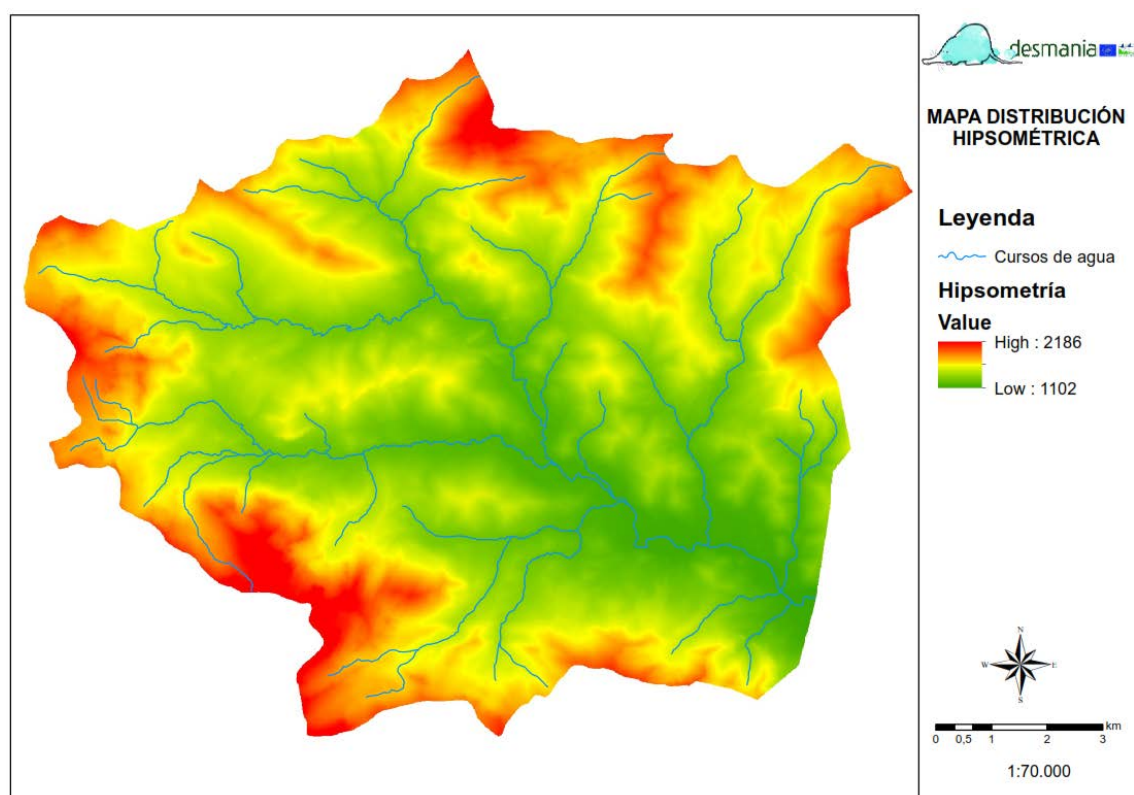 desmania
MAPA DISTRIBUCIÓN
HIPSOMÉTRICA
Leyenda
Cursos de agua
Hipsometría
Value
High : 2186
Low : 1102
N
W E
S
km
0 0,5 1 2 3
1:70.000